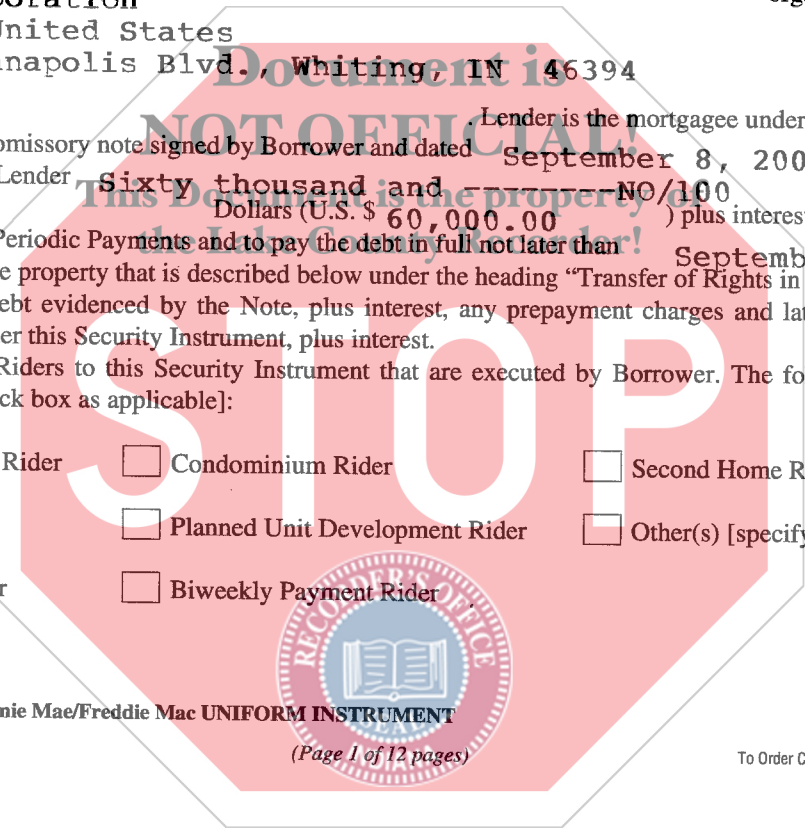 United States
napolis Blvd., Whiting, IN 46394
Document is
NOT OFFICIAL!
. Lender is the mortgagee under
omissory note signed by Borrower and dated September 8, 200
Lender Sixty thousand and --------NO/100
This Document is the property of
Dollars (U.S. $ 60,000.00 ) plus interes
the Lake County Recorder!
Periodic Payments and to pay the debt in full not later than Septemb
e property that is described below under the heading “Transfer of Rights in
ebt evidenced by the Note, plus interest, any prepayment charges and lat
er this Security Instrument, plus interest.
Riders to this Security Instrument that are executed by Borrower. The fo
ck box as applicable]:
STOP
Rider Condominium Rider Second Home R
Planned Unit Development Rider Other(s) [specify
r Biweekly Payment Rider
RECORDER'S OFFICE
SEAL
INDIANA
nie Mae/Freddie Mac UNIFORM INSTRUMENT
(Page 1 of 12 pages)
To Order C